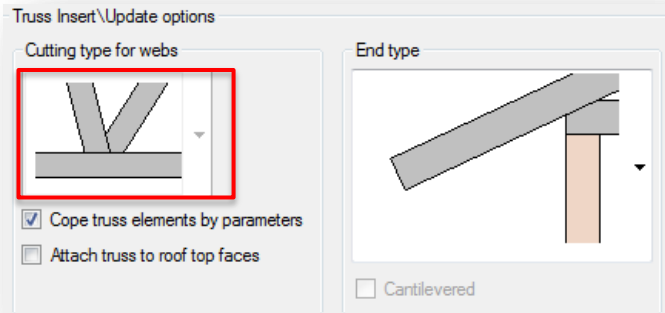 Truss Insert\Update options
Cutting type for webs
End type
Cope truss elements by parameters
Attach truss to roof top faces
Cantilevered